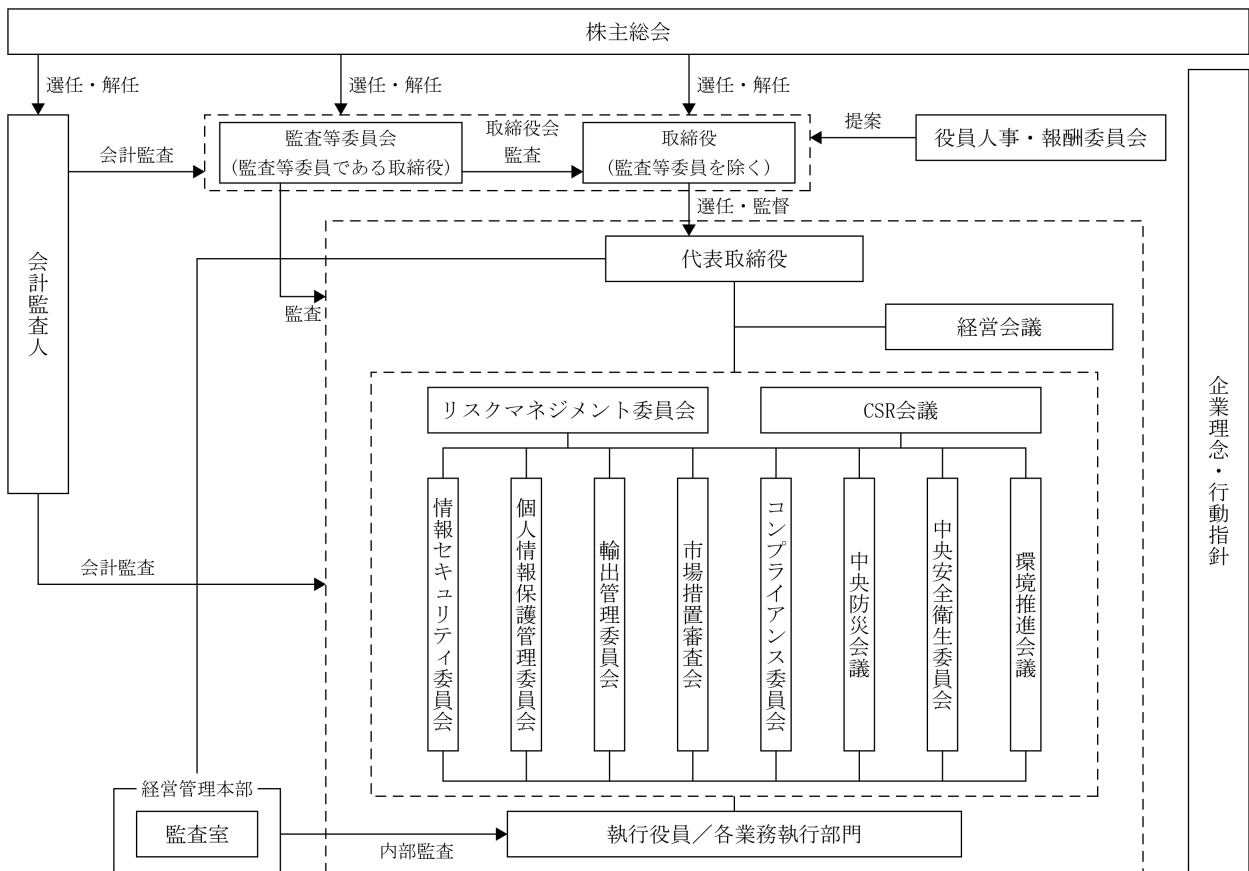 株主総会
選任・解任
選任・解任
選任・解任
監査等委員会
(監査等委員である取締役)
取締役会
監査
取締役
(監査等委員を除く)
提案
役員人事・報酬委員会
会計監査
会計監査人
選任・監督
代表取締役
監査
経営会議
リスクマネジメント委員会
CSR会議
情報セキュリティ委員会
個人情報保護管理委員会
輸出管理委員会
市場措置審査会
コンプライアンス委員会
中央防災会議
中央安全衛生委員会
環境推進会議
会計監査
経営管理本部
監査室
内部監査
執行役員／各業務執行部門
企業理念・行動指針